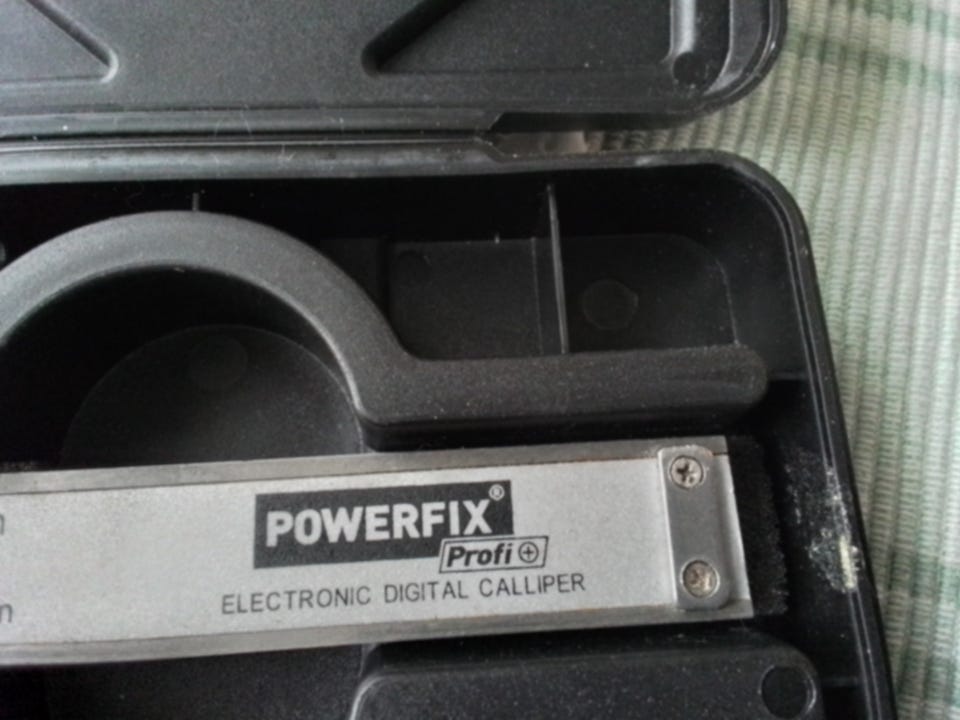 POWERFIX®
Profi+
ELECTRONIC DIGITAL CALLIPER